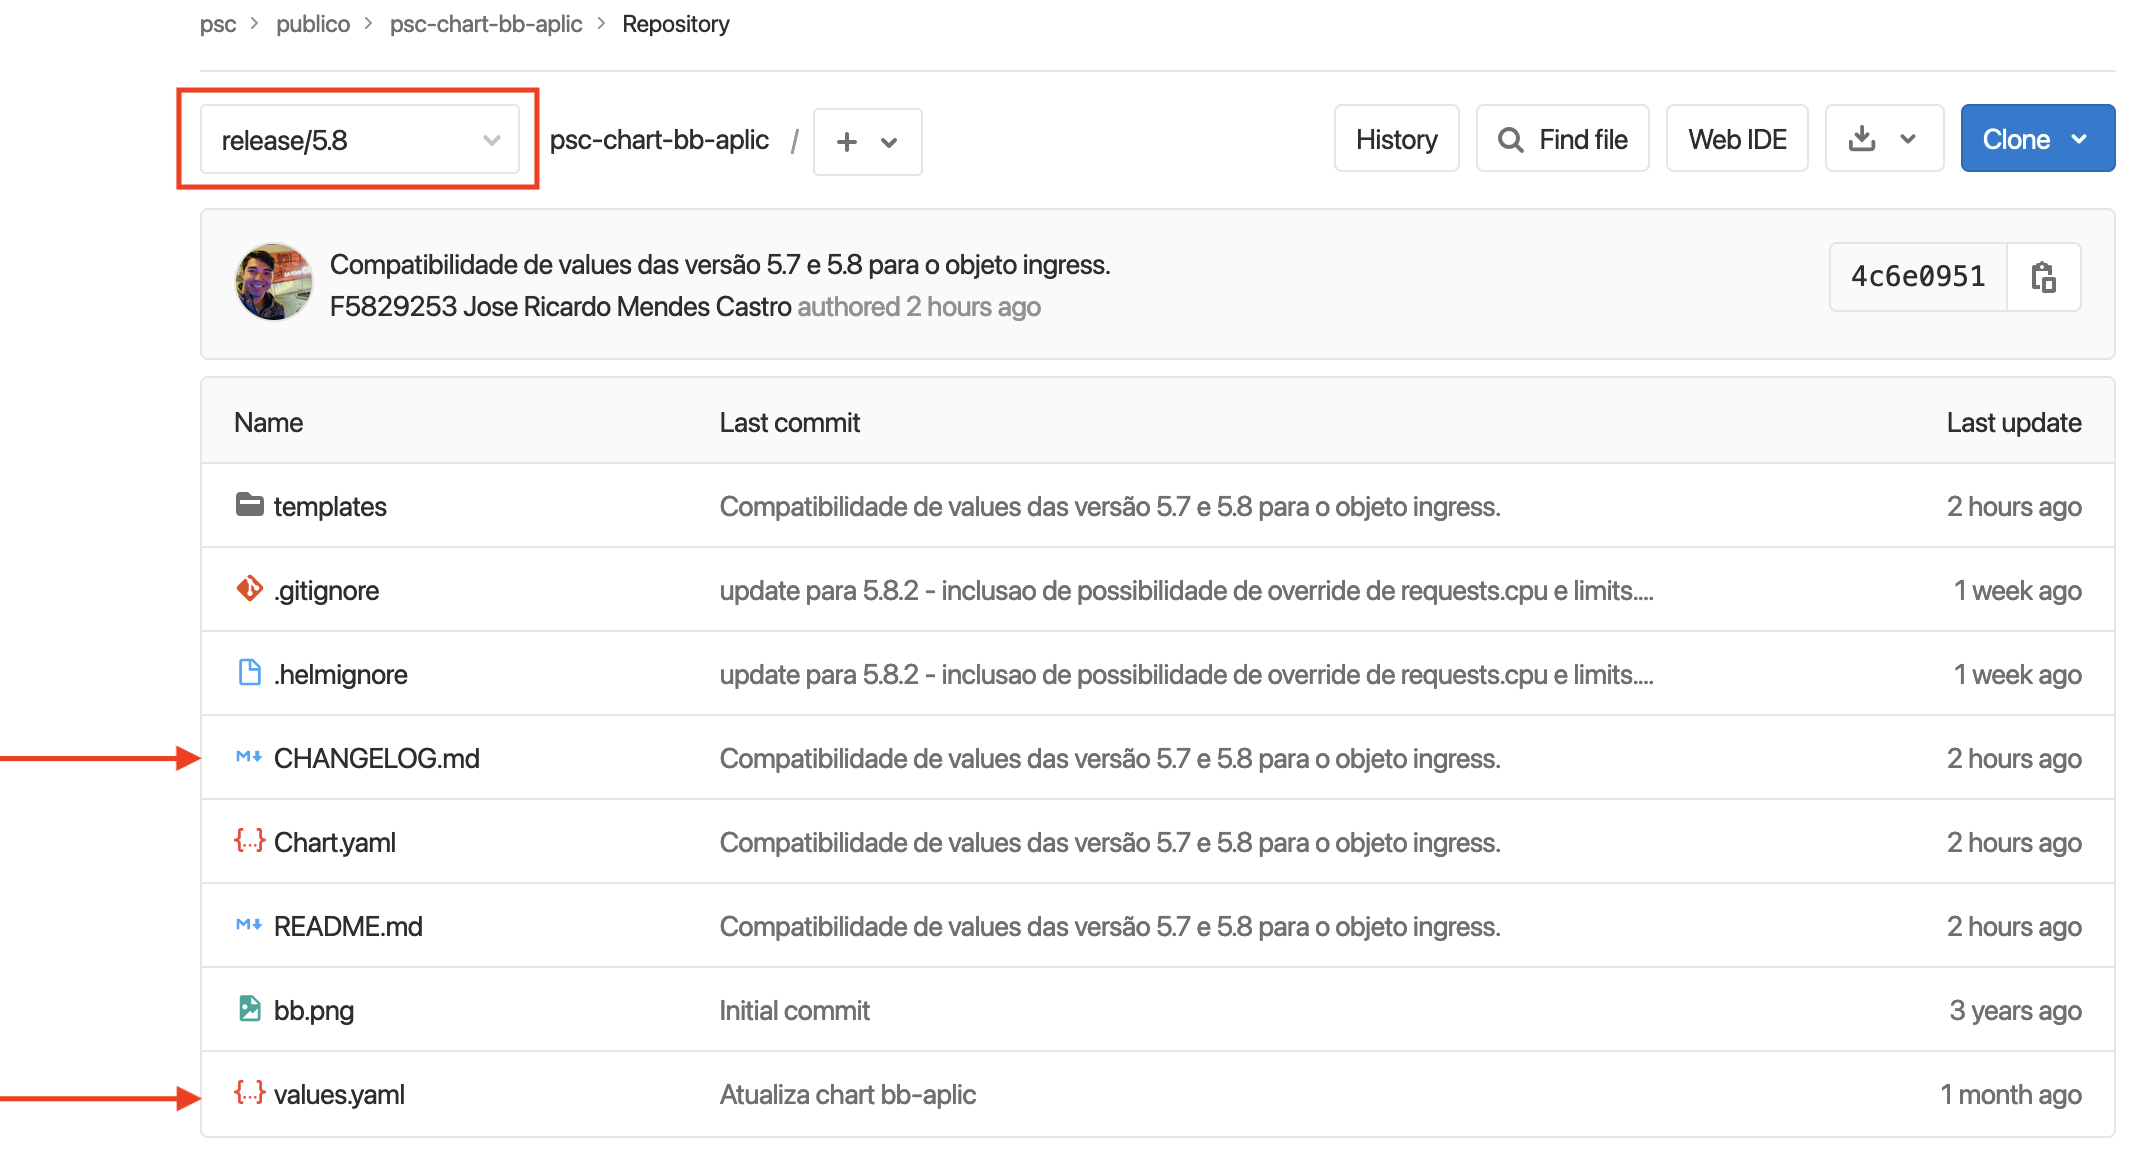 psc > publico > psc-chart-bb-aplic > Repository
release/5.8 psc-chart-bb-aplic / + History Find file Web IDE Clone
Compatibilidade de values das versão 5.7 e 5.8 para o objeto ingress.
F5829253 Jose Ricardo Mendes Castro authored 2 hours ago
4c6e0951
Name Last commit Last update
templates Compatibilidade de values das versão 5.7 e 5.8 para o objeto ingress. 2 hours ago
.gitignore update para 5.8.2 - inclusao de possibilidade de override de requests.cpu e limits.... 1 week ago
.helmignore update para 5.8.2 - inclusao de possibilidade de override de requests.cpu e limits.... 1 week ago
CHANGELOG.md Compatibilidade de values das versão 5.7 e 5.8 para o objeto ingress. 2 hours ago
Chart.yaml Compatibilidade de values das versão 5.7 e 5.8 para o objeto ingress. 2 hours ago
README.md Compatibilidade de values das versão 5.7 e 5.8 para o objeto ingress. 2 hours ago
bb.png Initial commit 3 years ago
values.yaml Atualiza chart bb-aplic 1 month ago